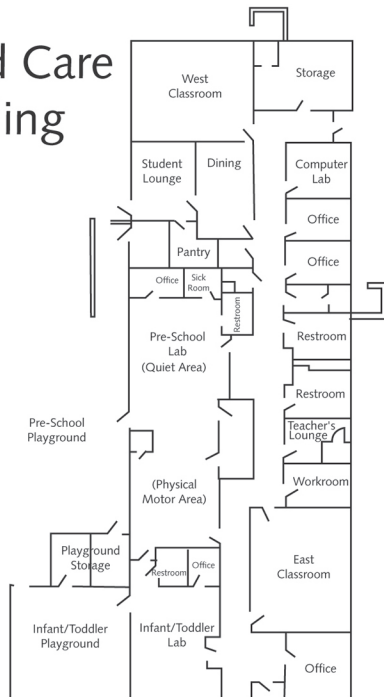 d Care
ing
West
Classroom
Storage
Student
Lounge
Dining
Computer
Lab
Office
Office
Pantry
Office
Sick
Room
Restroom
Pre-School
Lab
(Quiet Area)
Restroom
Restroom
Pre-School
Playground
Teacher's
Lounge
(Physical
Motor Area)
Workroom
Playground
Storage
Restroom
Office
East
Classroom
Infant/Toddler
Playground
Infant/Toddler
Lab
Office